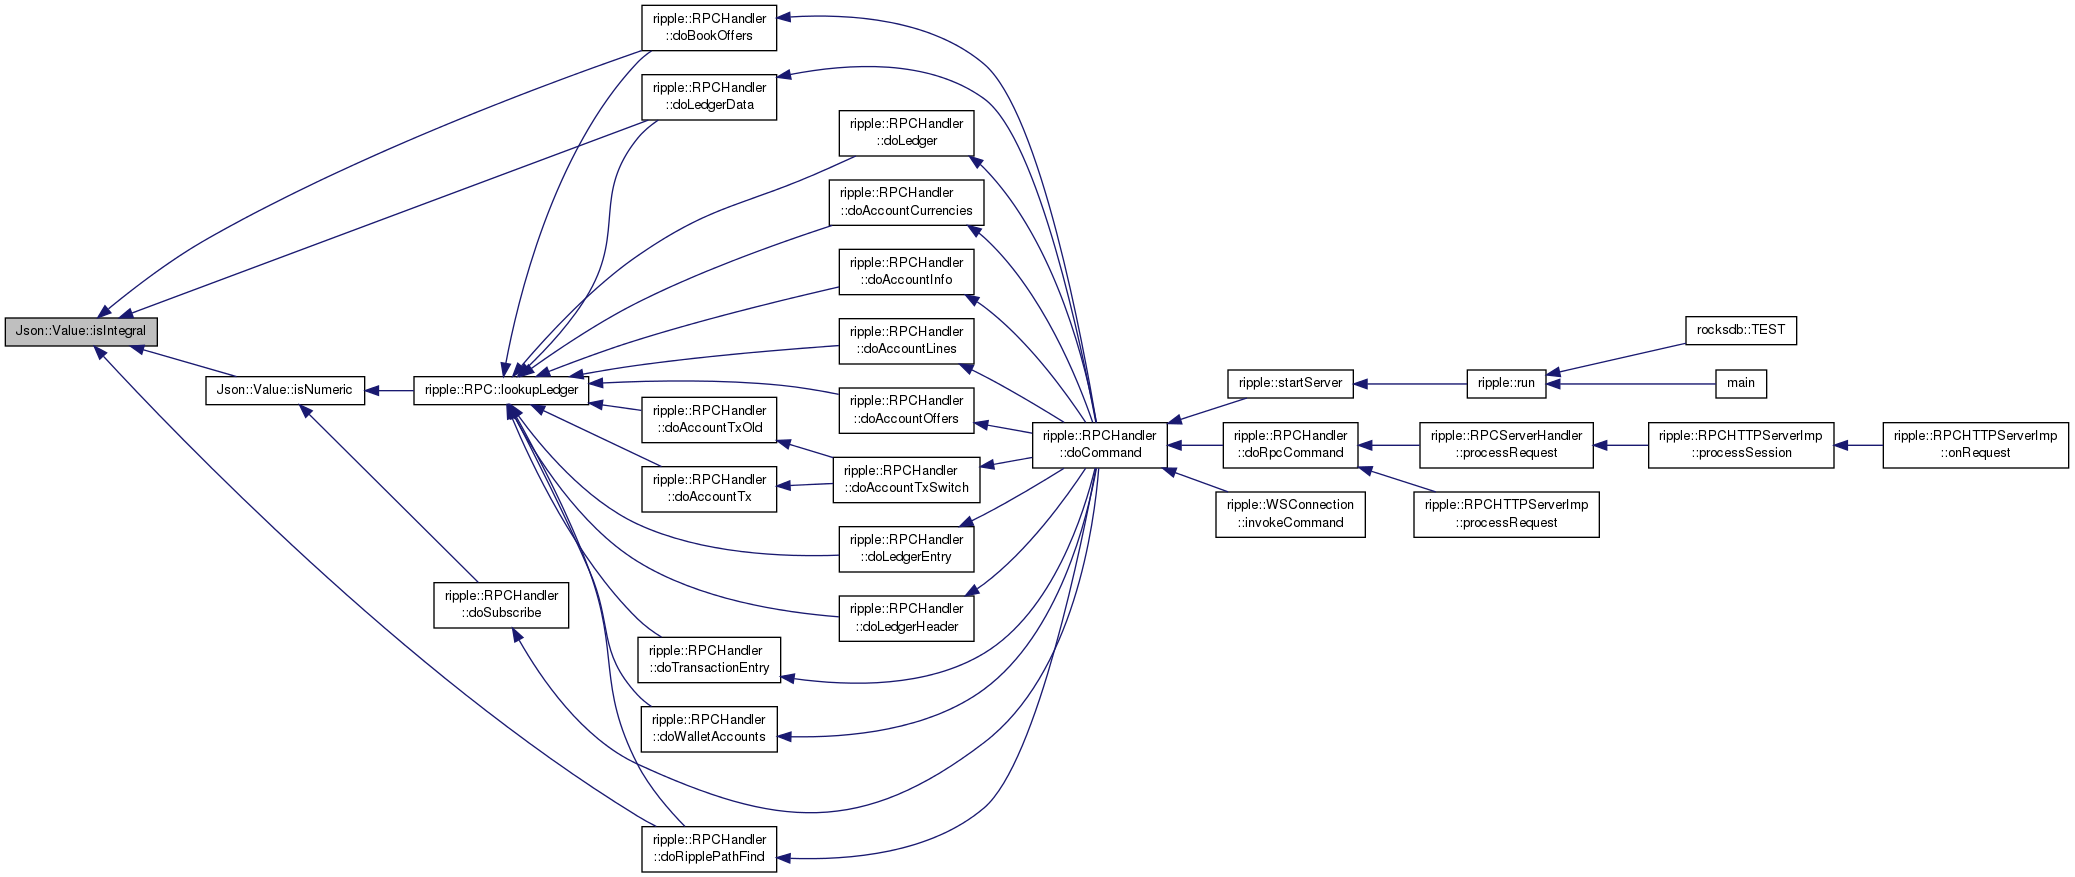 Json::Value::isIntegral
Json::Value::isNumeric
ripple::RPC::lookupLedger
ripple::RPCHandler
::doSubscribe
ripple::RPCHandler
::doBookOffers
ripple::RPCHandler
::doLedgerData
ripple::RPCHandler
::doAccountTxOld
ripple::RPCHandler
::doAccountTx
ripple::RPCHandler
::doTransactionEntry
ripple::RPCHandler
::doWalletAccounts
ripple::RPCHandler
::doRipplePathFind
ripple::RPCHandler
::doLedger
ripple::RPCHandler
::doAccountCurrencies
ripple::RPCHandler
::doAccountInfo
ripple::RPCHandler
::doAccountLines
ripple::RPCHandler
::doAccountOffers
ripple::RPCHandler
::doAccountTxSwitch
ripple::RPCHandler
::doLedgerEntry
ripple::RPCHandler
::doLedgerHeader
ripple::RPCHandler
::doCommand
ripple::startServer
ripple::RPCHandler
::doRpcCommand
ripple::WSConnection
::invokeCommand
ripple::run
ripple::RPCServerHandler
::processRequest
ripple::RPCHTTPServerImp
::processRequest
rocksdb::TEST
main
ripple::RPCHTTPServerImp
::processSession
ripple::RPCHTTPServerImp
::onRequest